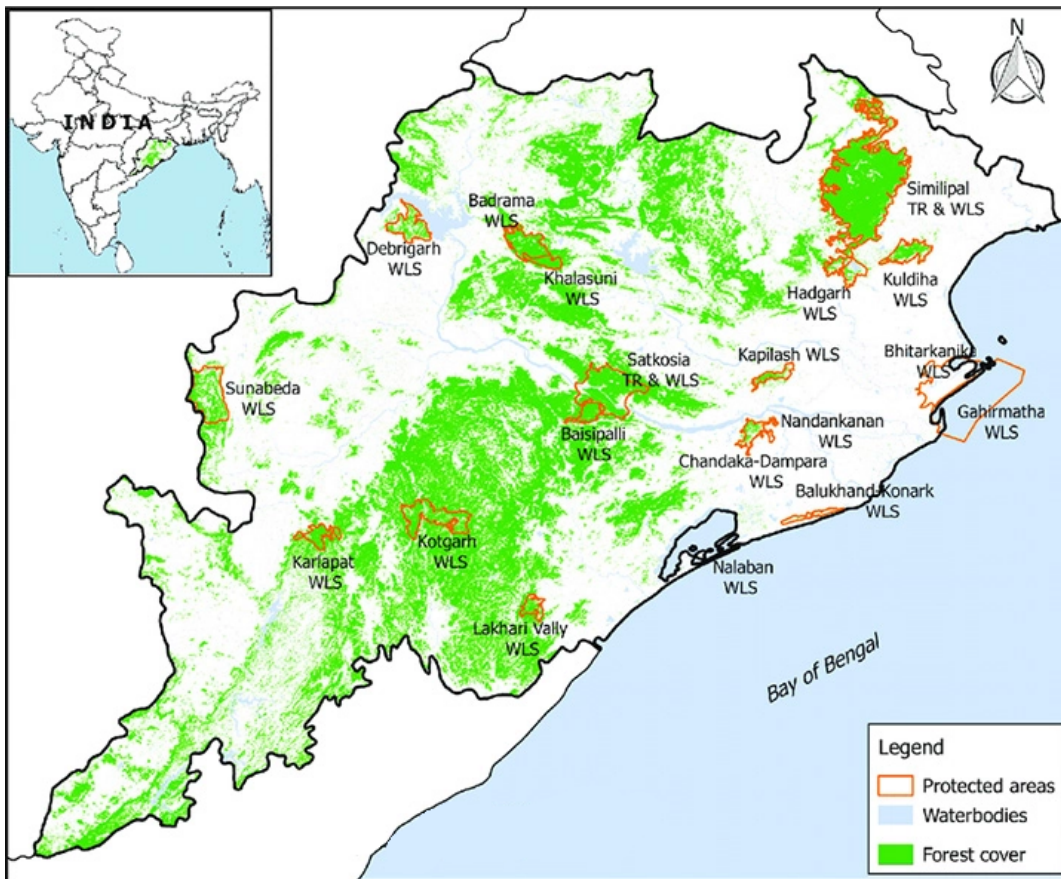 INDIA
N
Similipal
TR & WLS
Badrama
WLS
Debrigarh
WLS
Khalasuni
WLS
Hadgarh
WLS
Kuldiha
WLS
Sunabeda
WLS
Satkosia
TR & WLS
Kapilash WLS
Bhitarkanika
WLS
Gahirmatha
WLS
Baisipalli
WLS
Nandankanan
WLS
Chandaka-Dampara
WLS
Balukhand-Konark
WLS
Karlapat
WLS
Kotgarh
WLS
Nalaban
WLS
Lakhari Vally
WLS
Bay of Bengal
Legend
Protected areas
Waterbodies
Forest cover